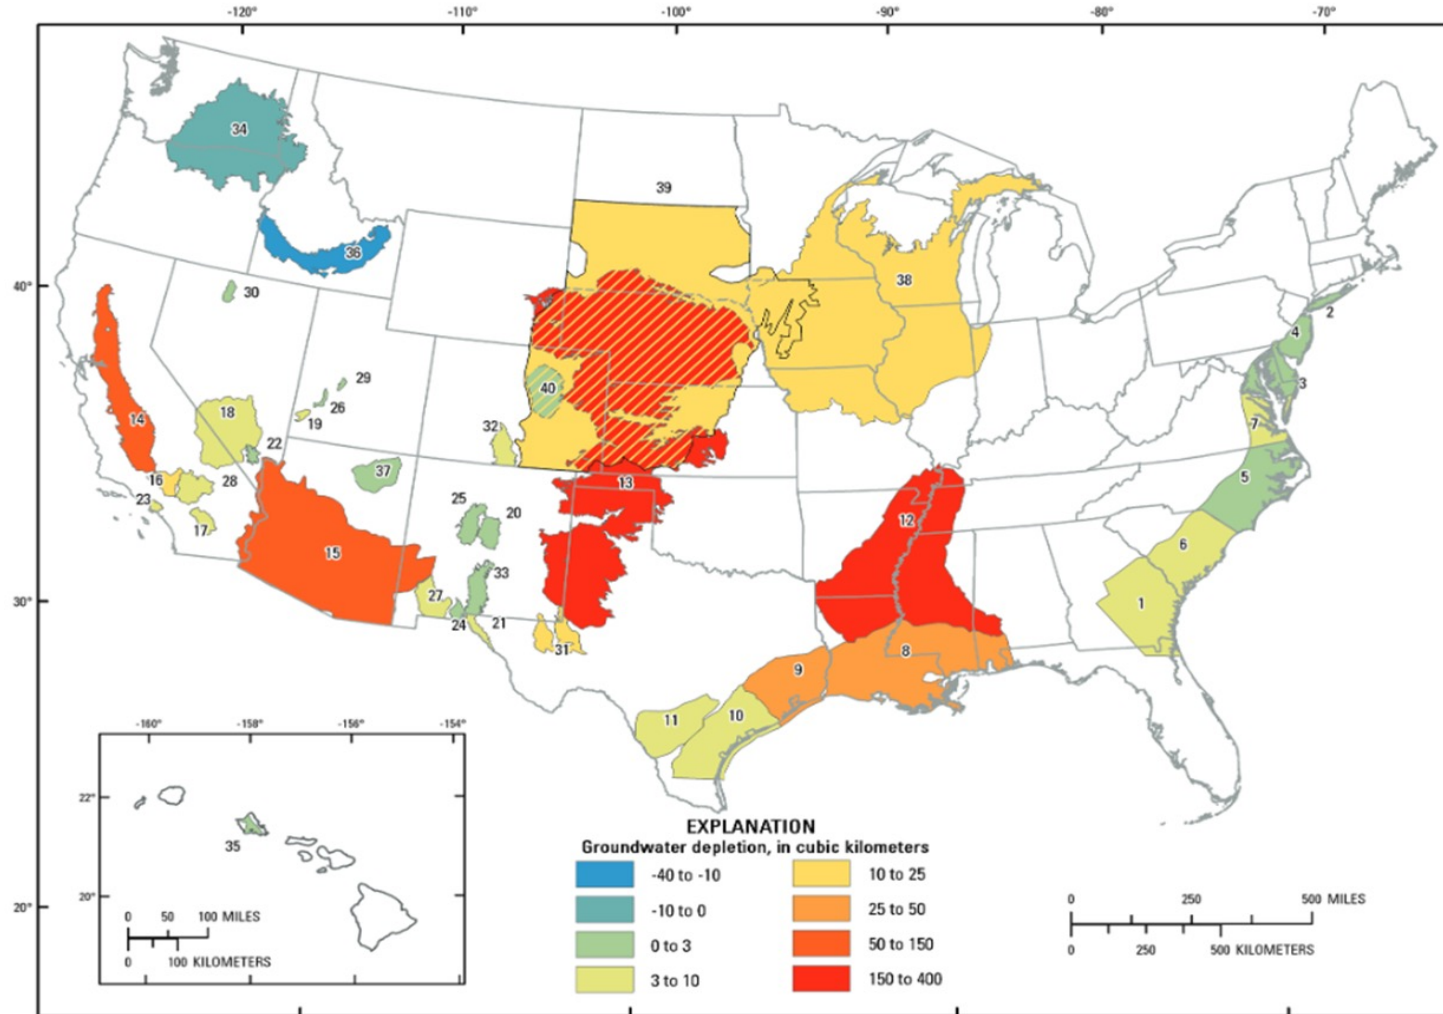 -120° -110° -100° -90° -80° -70°
34
39
36
38
40°
30
2
4
29
40
3
26
18
14
19
32
7
22
37
16
28
13
5
23
25
20
12
17
15
6
33
30°
27
1
24
21
31
8
9
11
10
-160° -158° -156° -154°
22°
35
EXPLANATION
Groundwater depletion, in cubic kilometers
-40 to -10
10 to 25
-10 to 0
25 to 50
0 to 3
50 to 150
3 to 10
150 to 400
20°
20°
0 50 100 MILES
0 100 KILOMETERS
0 250 500 MILES
0 250 500 KILOMETERS